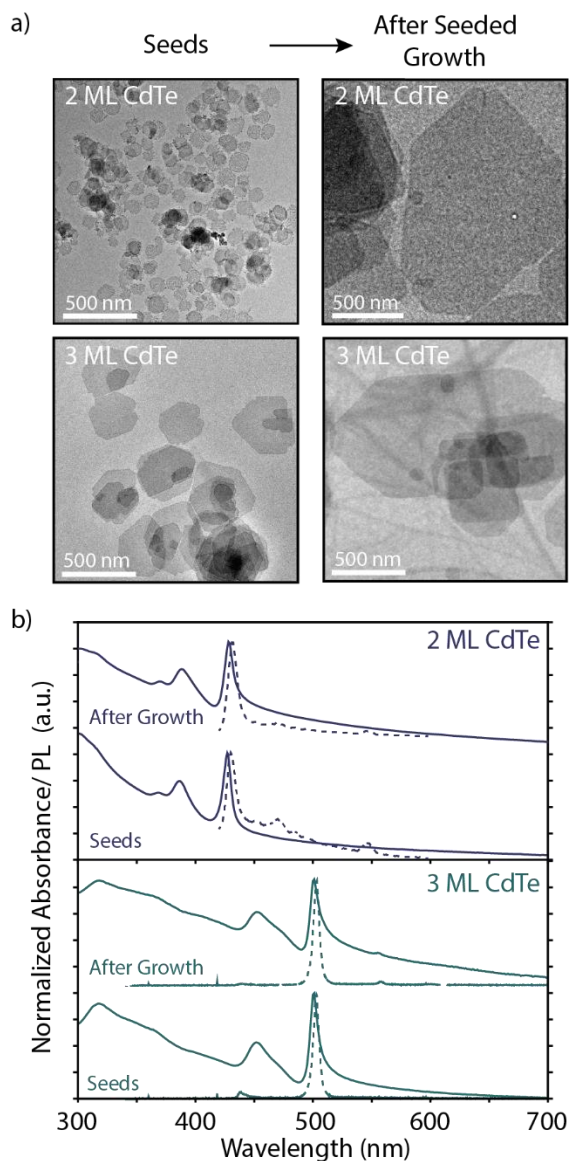 a)
Seeds
After Seeded
Growth
2 ML CdTe
500 nm
2 ML CdTe
500 nm
3 ML CdTe
500 nm
3 ML CdTe
500 nm
b)
Normalized Absorbance/ PL (a.u.)
2 ML CdTe
After Growth
Seeds
3 ML CdTe
After Growth
Seeds
300 400 500 600 700
Wavelength (nm)